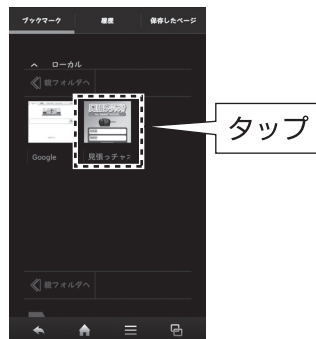 ブックマーク
履歴
保存したページ
ローカル
親フォルダへ
Google
見張っチャオ
タップ
親フォルダへ